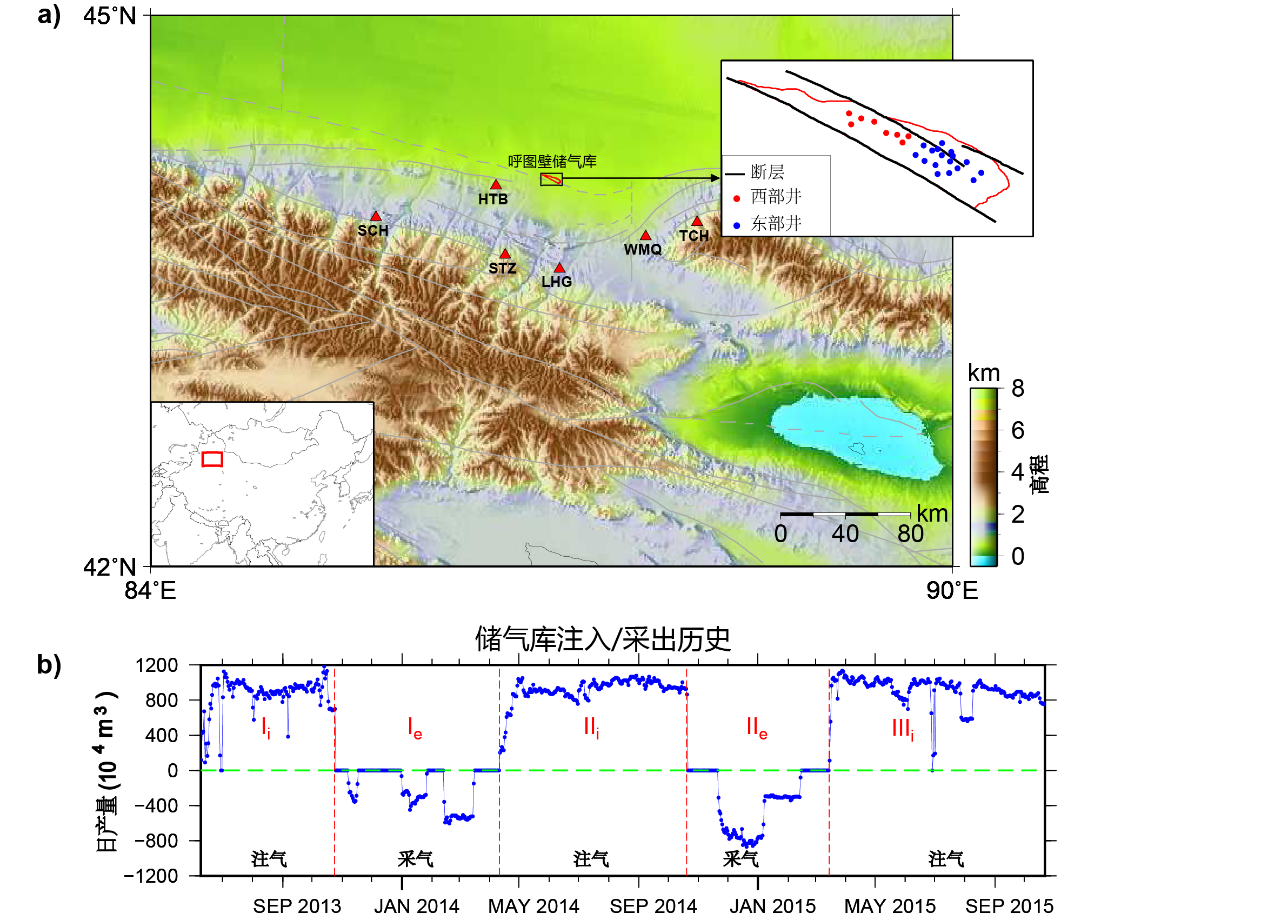 a)
45°N
呼图壁储气库
HTB
SCH
STZ
LHG
WMQ
TCH
断层
西部井
东部井
km
8
6
4
2
0
高程
km
0 40 80
42°N
84°E 90°E
b)
储气库注入/采出历史
1200
800
400
0
−400
−800
−1200
日产量 (10 4 m 3 )
Ii
Ie
IIi
IIe
IIIi
注气
采气
注气
采气
注气
SEP 2013 JAN 2014 MAY 2014 SEP 2014 JAN 2015 MAY 2015 SEP 2015